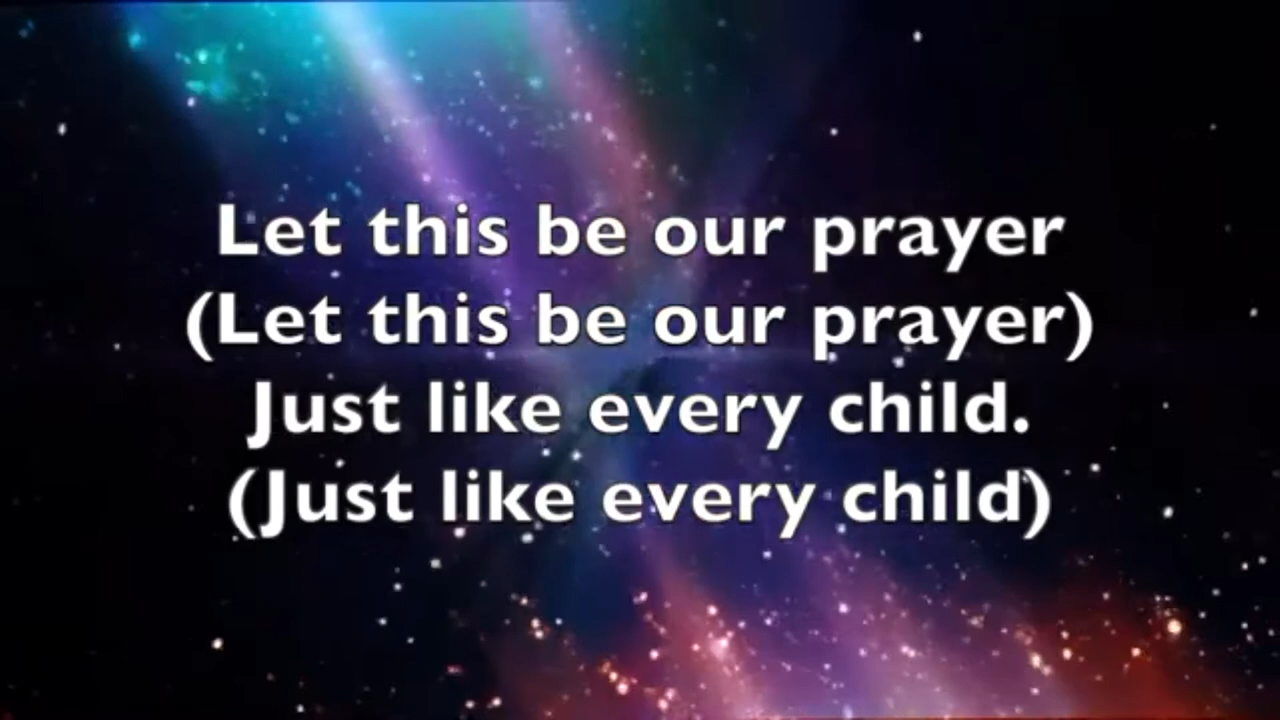 Let this be our prayer
(Let this be our prayer)
Just like every child.
(Just like every child)